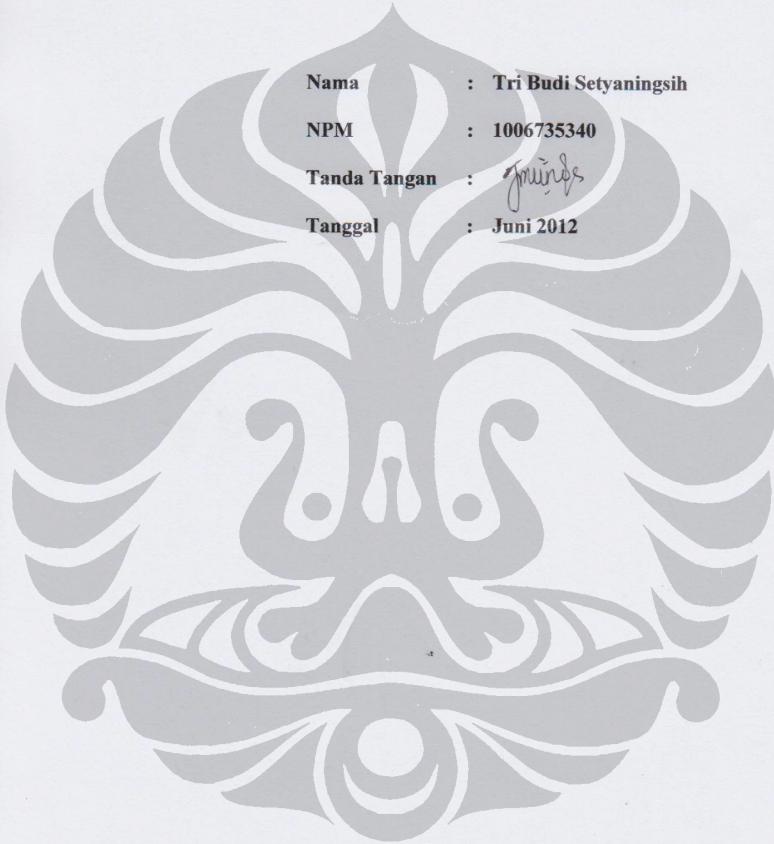 Nama : Tri Budi Setyaningsih
NPM : 1006735340
Tanda Tangan :
Tanggal : Juni 2012